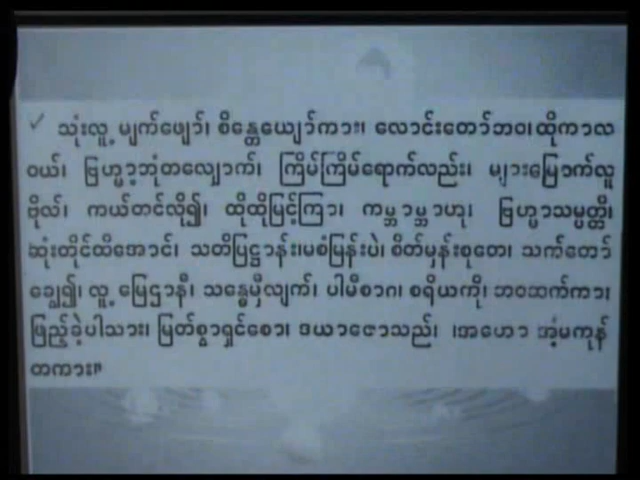 ✓ သုံးလူ့ မျက်ဖျော်၊ စိန္တေယျော်ကား၊ လောင်းတော်ဘဝ၊ထိုကာလ
ဝယ်၊ ဗြဟ္မာ့ဘုံတလျှောက်၊ ကြိမ်ကြိမ်ရောက်လည်း၊ များမြောက်လူ
ဗိုလ်၊ ကယ်တင်လို၍၊ ထိုထိုမြင့်ကြာ၊ ကမ္ဘာမ္ဘာဟု၊ ဗြဟ္မာသမ္ပတ္တိ၊
ဆုံးတိုင်ထိအောင်၊ သတိပြဋ္ဌာန်း၊မစံမြန်းပဲ၊ စိတ်မှန်းစုတေ၊ သက်တော်
ချွေ၍၊ လူ့ မြေဌာနီ၊ သန္ဓေမှီလျက်၊ ပါမီစာဂ၊ စရိယကို၊ ဘဝဆက်ကာ၊
ဖြည့်ခဲ့ပါသား၊ မြတ်စွာရှင်စော၊ ဒယာဇောသည်၊ ၊အဟော အံ့မကုန်
တကား။